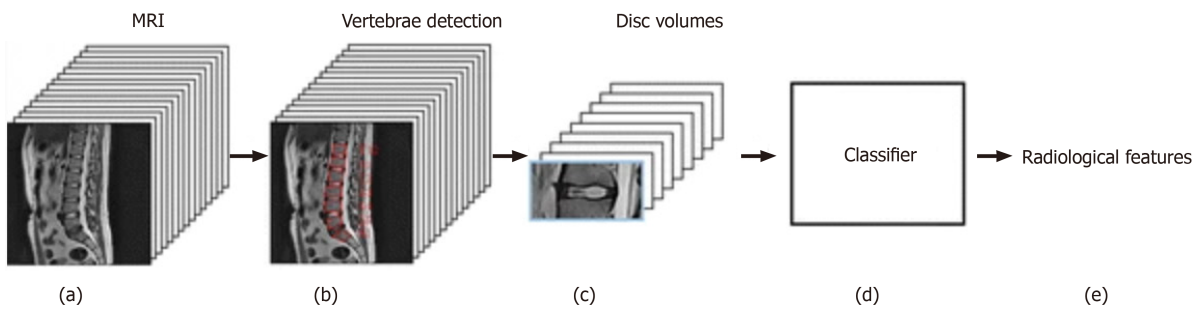 MRI
Vertebrae detection
Disc volumes
Classifier
Radiological features
(a)
(b)
(c)
(d)
(e)